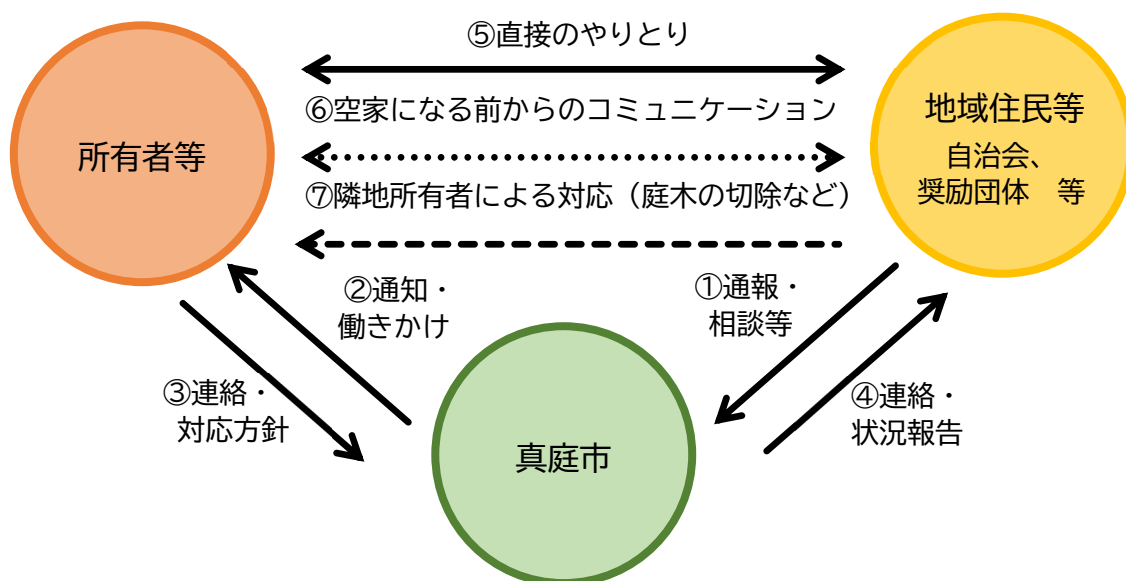 ⑤直接のやりとり
⑥空家になる前からのコミュニケーション
⑦隣地所有者による対応（庭木の切除など）
所有者等
地域住民等
自治会、
奨励団体　等
②通知・
働きかけ
①通報・
相談等
③連絡・
対応方針
④連絡・
状況報告
真庭市